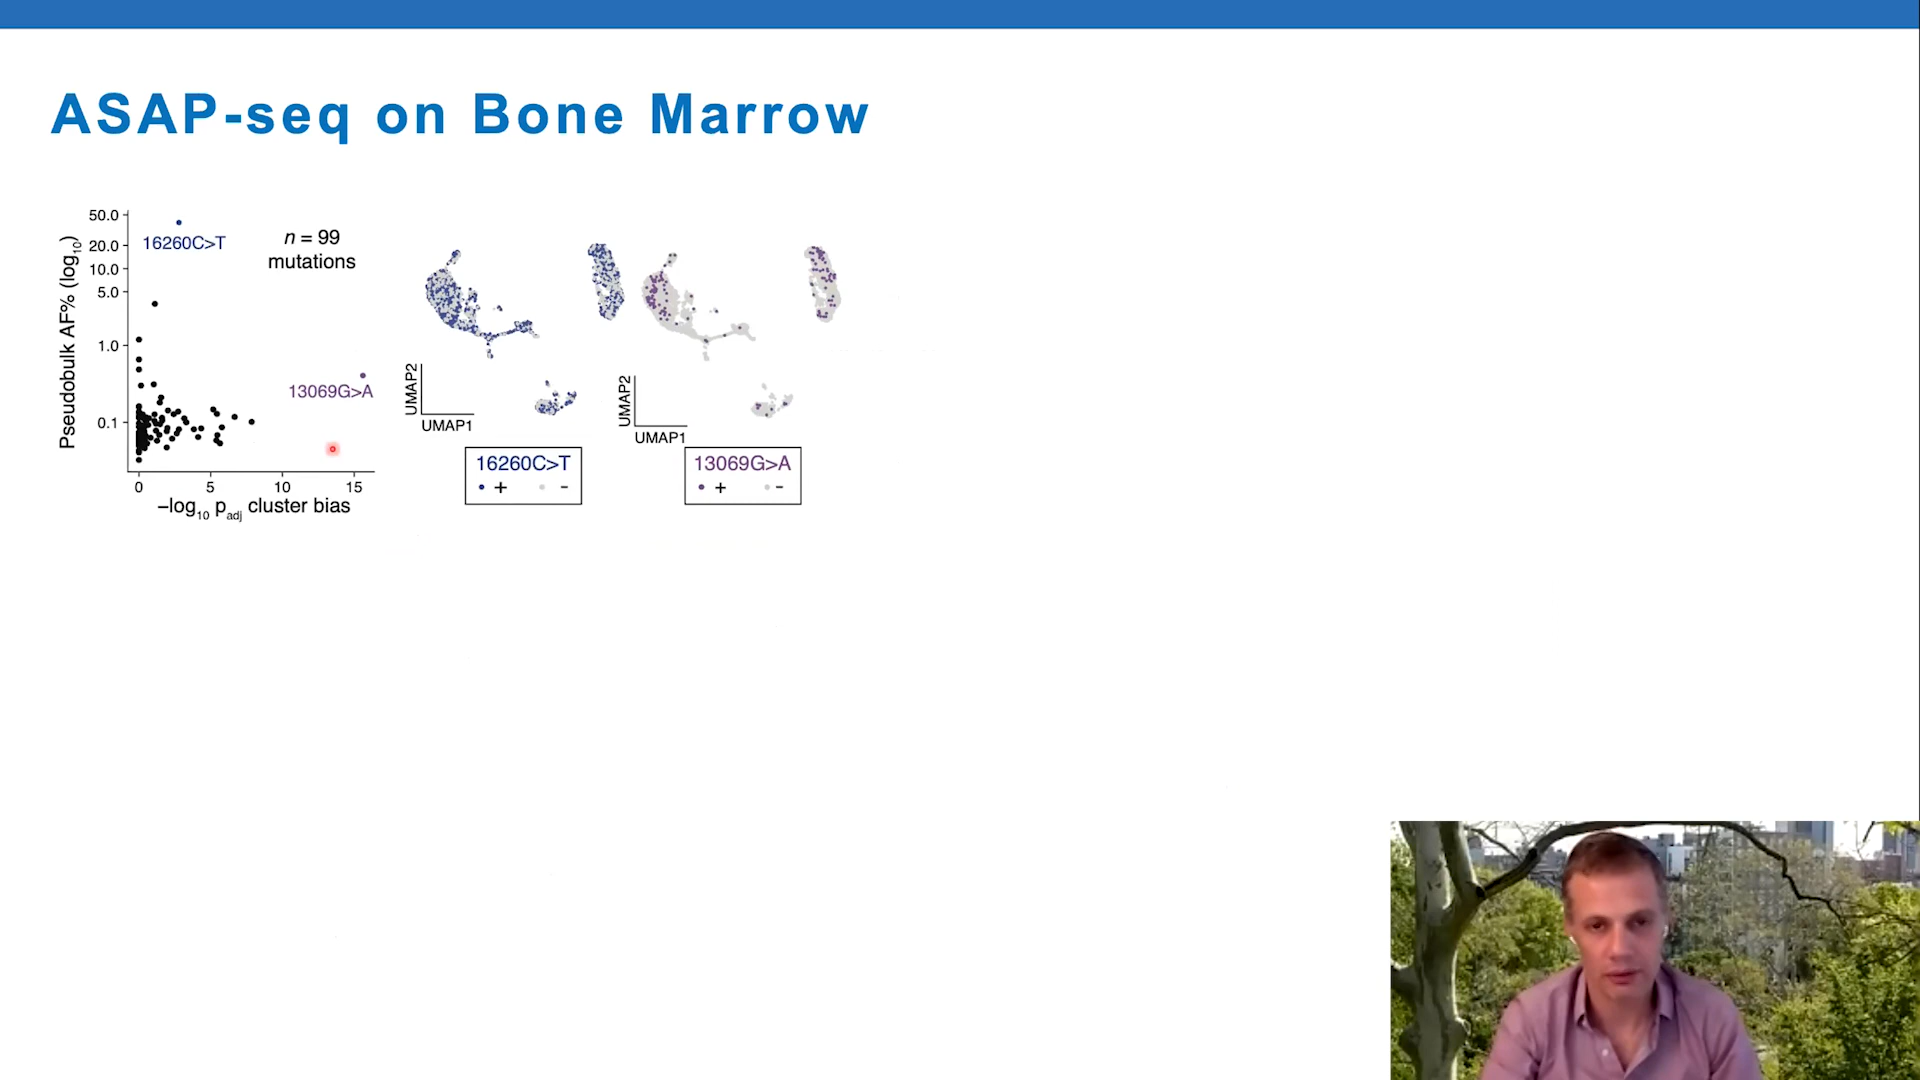 ASAP-seq on Bone Marrow
50.0
20.0
10.0
5.0
1.0
0.1
Pseudobulk AF% (log10)
16260C>T
n = 99
mutations
13069G>A
0
5
10
15
–log10 padj cluster bias
UMAP2
UMAP1
16260C>T
+ -
UMAP2
UMAP1
13069G>A
+ -